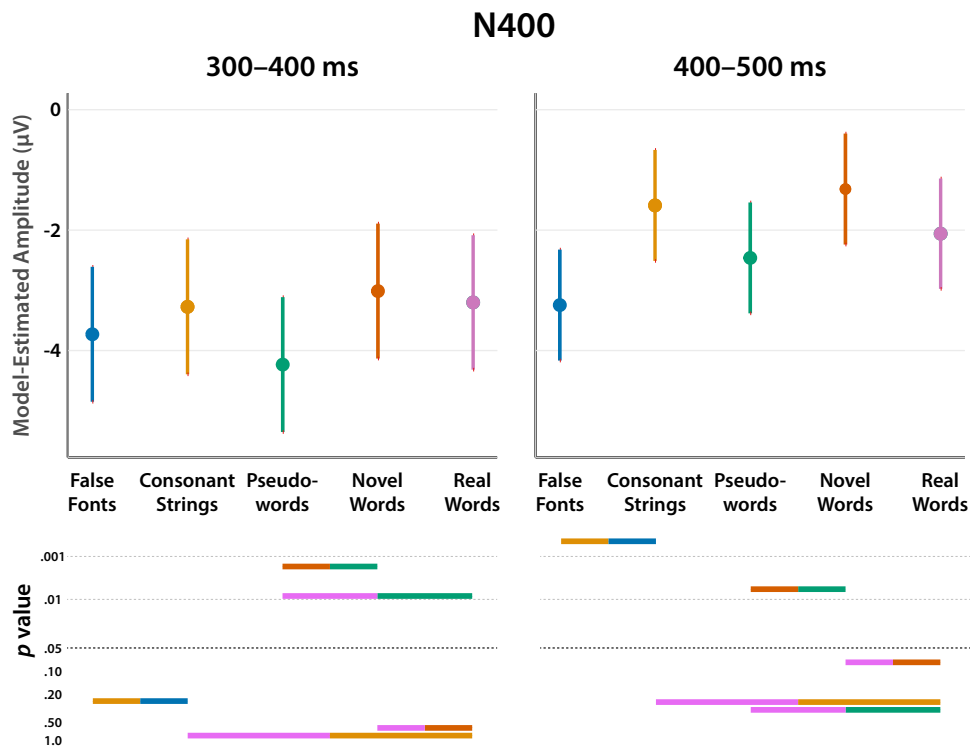 N400
300–400 ms
400–500 ms
Model-Estimated Amplitude (µV)
0
-2
-4
False Fonts
Consonant Strings
Pseudo-words
Novel Words
Real Words
False Fonts
Consonant Strings
Pseudo-words
Novel Words
Real Words
p value
.001
.01
.05
.10
.20
.50
1.0